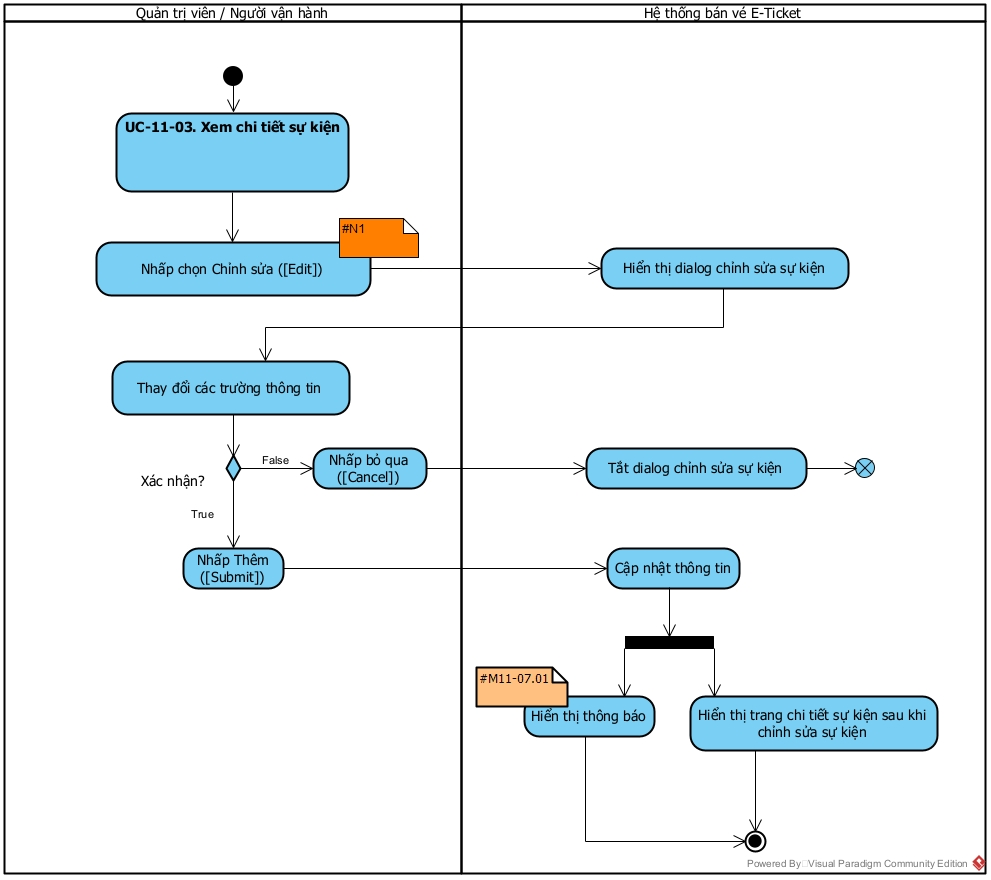 Quản trị viên / Người vận hành
Hệ thống bán vé E-Ticket
UC-11-03. Xem chi tiết sự kiện
#N1
Nhấp chọn Chỉnh sửa ([Edit])
Hiển thị dialog chỉnh sửa sự kiện
Thay đổi các trường thông tin
False
Nhấp bỏ qua
([Cancel])
Tắt dialog chỉnh sửa sự kiện
Xác nhận?
True
Nhấp Thêm
([Submit])
Cập nhật thông tin
#M11-07.01
Hiển thị thông báo
Hiển thị trang chi tiết sự kiện sau khi
chỉnh sửa sự kiện
Powered By Visual Paradigm Community Edition